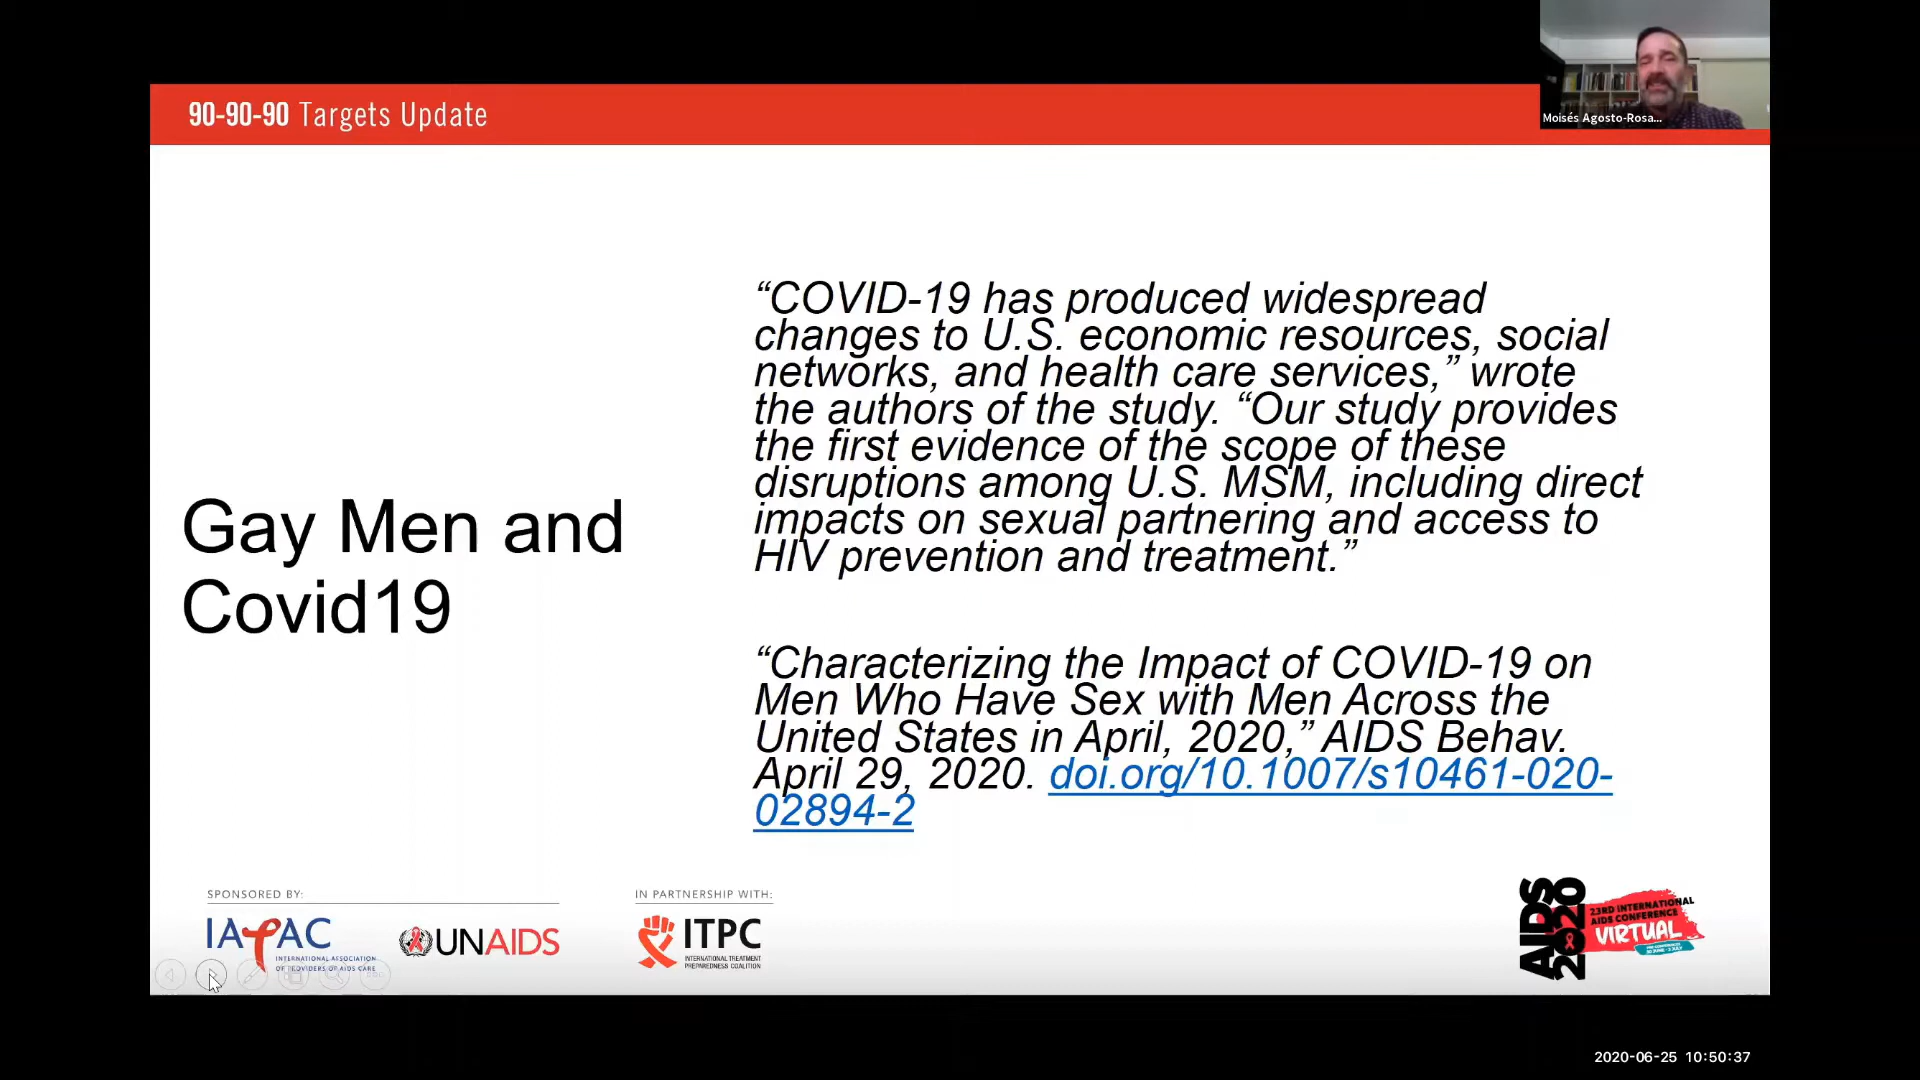 90-90-90 Targets Update
Moisés Agosto-Rosa...
Gay Men and
Covid19
“COVID-19 has produced widespread
changes to U.S. economic resources, social
networks, and health care services,” wrote
the authors of the study. “Our study provides
the first evidence of the scope of these
disruptions among U.S. MSM, including direct
impacts on sexual partnering and access to
HIV prevention and treatment.”
“Characterizing the Impact of COVID-19 on
Men Who Have Sex with Men Across the
United States in April, 2020,” AIDS Behav.
April 29, 2020. doi.org/10.1007/s10461-020-
02894-2
SPONSORED BY:
IAPAC
INTERNATIONAL ASSOCIATION
OF PROVIDERS OF AIDS CARE
UNAIDS
IN PARTNERSHIP WITH:
ITPC
INTERNATIONAL TREATMENT
PREPAREDNESS COALITION
AIDS
2020
23RD INTERNATIONAL
AIDS CONFERENCE
VIRTUAL
2020-06-25 10:50:37